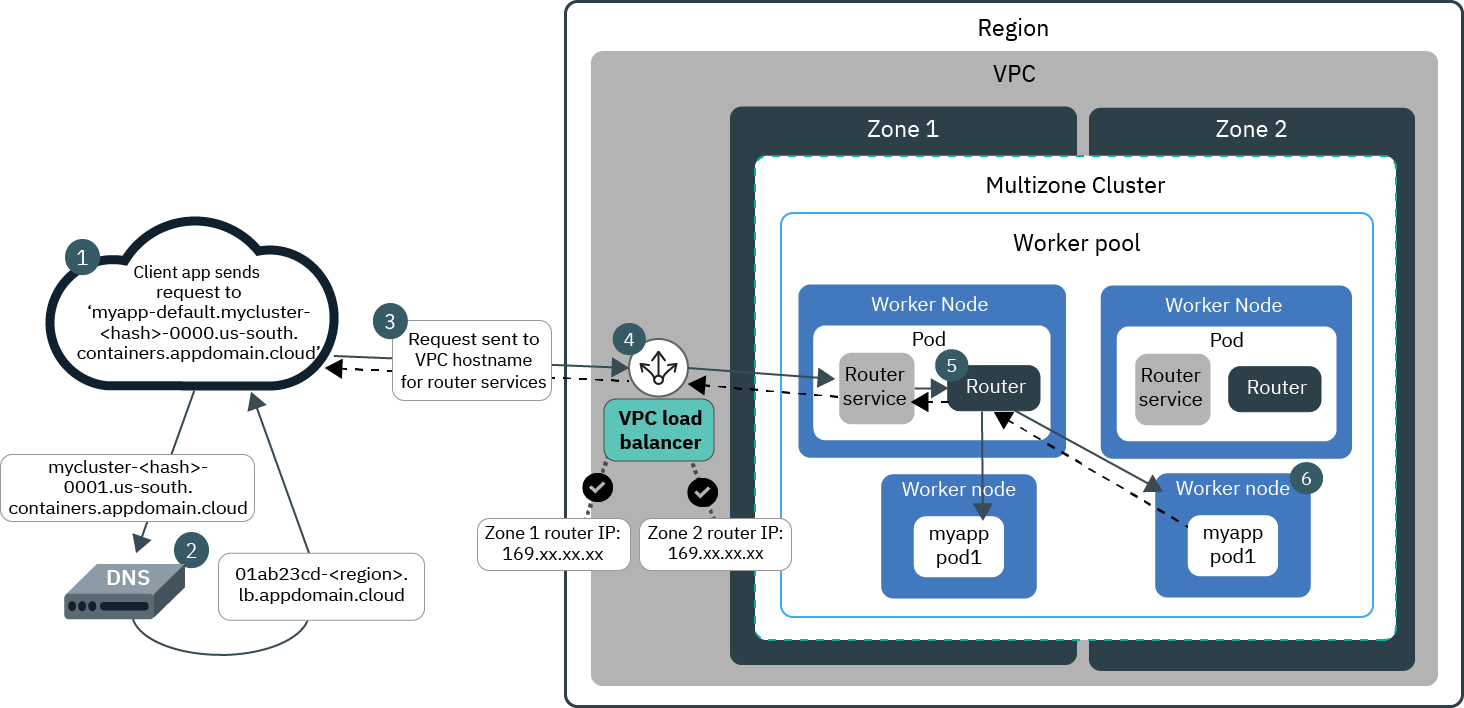 Region
VPC
Zone 1
Zone 2
Multizone Cluster
Worker pool
1
Client app sends
request to
‘myapp-default.mycluster-
<hash>-0000.us-south.
containers.appdomain.cloud’
3
Request sent to
VPC hostname
for router services
4
VPC load
balancer
Zone 1 router IP:
169.xx.xx.xx
Zone 2 router IP:
169.xx.xx.xx
mycluster-<hash>-
0001.us-south.
containers.appdomain.cloud
2
DNS
01ab23cd-<region>.
lb.appdomain.cloud
Worker Node
Pod
Router
service
5
Router
Worker Node
Pod
Router
service
Router
Worker node
myapp
pod1
Worker node
6
myapp
pod1